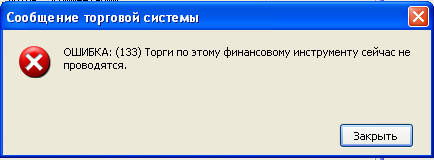 Сообщение торговой системы
ОШИБКА: (133) Торги по этому финансовому инструменту сейчас не
проводятся.
Закрыть